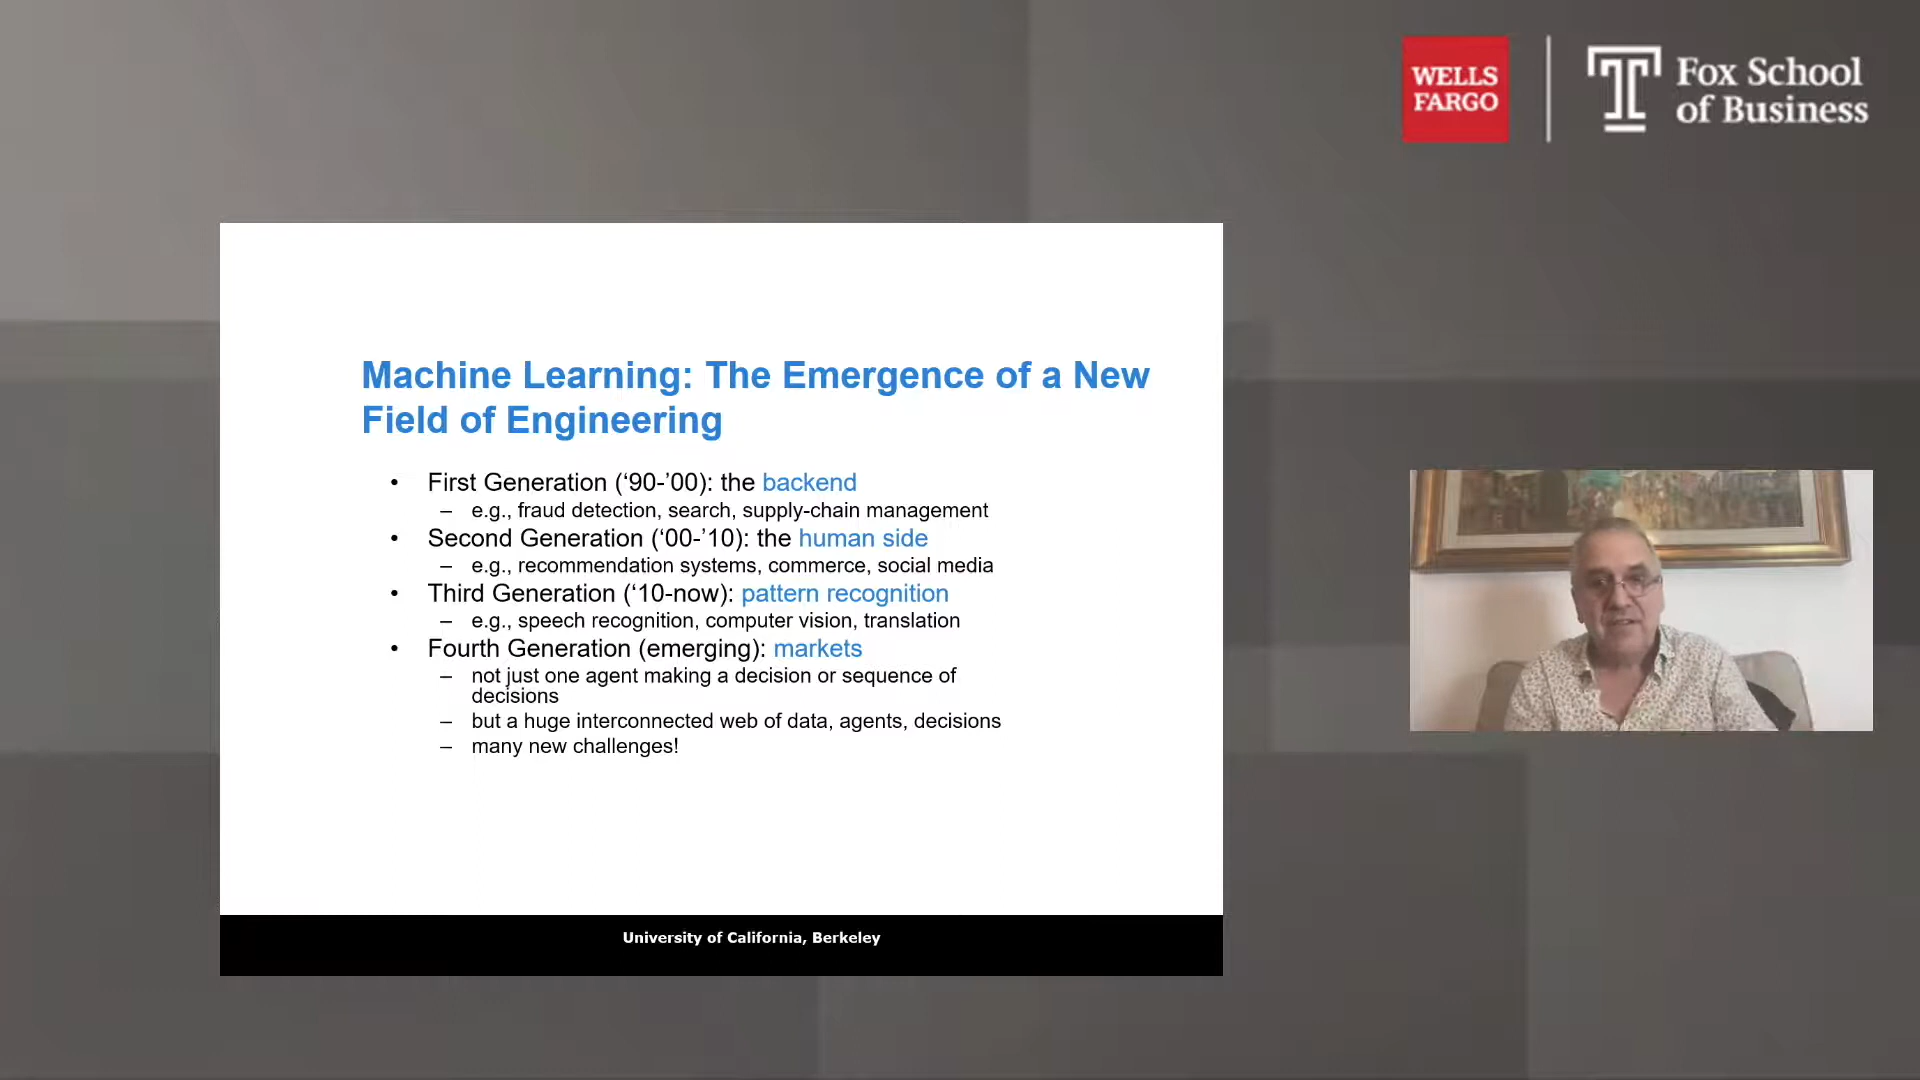 WELLS
FARGO
Fox School
of Business
Machine Learning: The Emergence of a New
Field of Engineering
• First Generation (‘90-’00): the backend
– e.g., fraud detection, search, supply-chain management
• Second Generation (‘00-’10): the human side
– e.g., recommendation systems, commerce, social media
• Third Generation (‘10-now): pattern recognition
– e.g., speech recognition, computer vision, translation
• Fourth Generation (emerging): markets
– not just one agent making a decision or sequence of
decisions
– but a huge interconnected web of data, agents, decisions
– many new challenges!
University of California, Berkeley